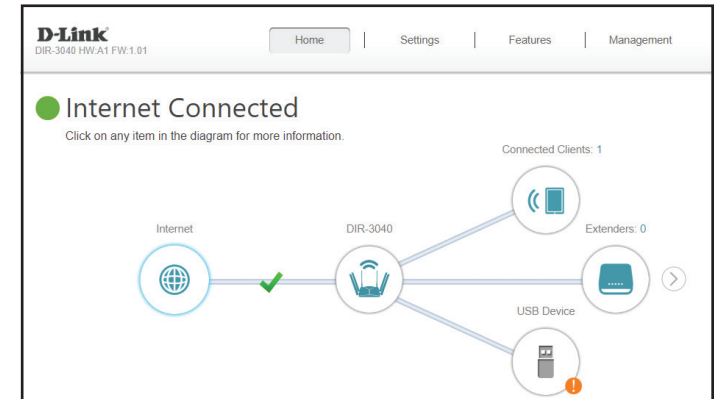 D-Link
DIR-3040 HW:A1 FW:1.01
Home
Settings
Features
Management
Internet Connected
Click on any item in the diagram for more information.
Connected Clients: 1
Internet
DIR-3040
Extenders: 0
USB Device